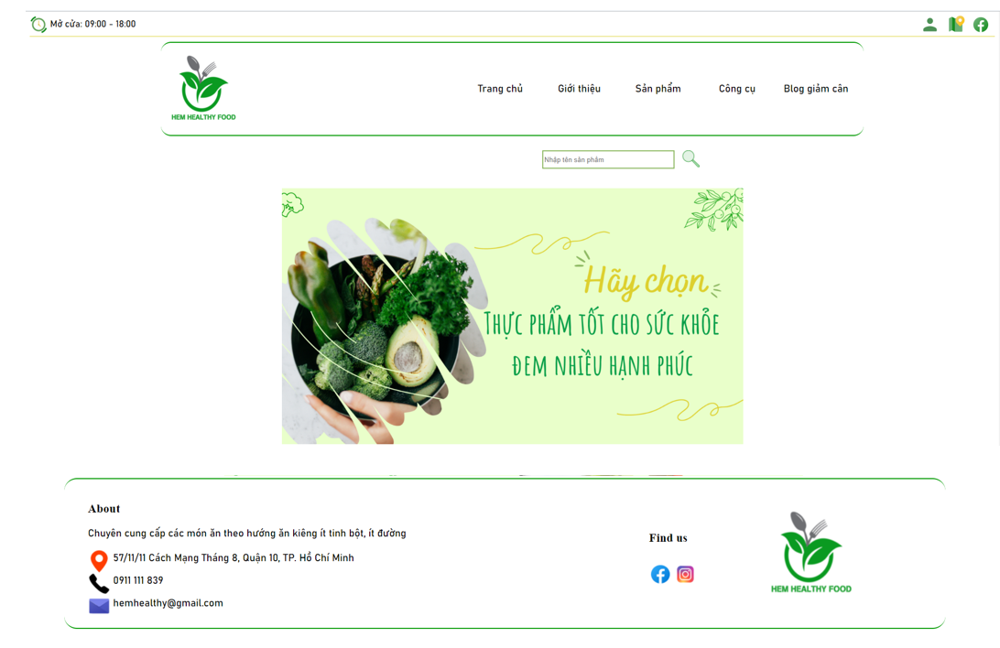 Mở cửa: 09:00 - 18:00
HEM HEALTHY FOOD
Trang chủ Giới thiệu Sản phẩm Công cụ Blog giảm cân
Nhập tên sản phẩm
Hãy chọn
THỰC PHẨM TỐT CHO SỨC KHỎE
ĐEM NHIỀU HẠNH PHÚC
About
Chuyên cung cấp các món ăn theo hướng ăn kiêng ít tinh bột, ít đường
57/11/11 Cách Mạng Tháng 8, Quận 10, TP. Hồ Chí Minh
0911 111 839
hemhealthy@gmail.com
Find us
HEM HEALTHY FOOD